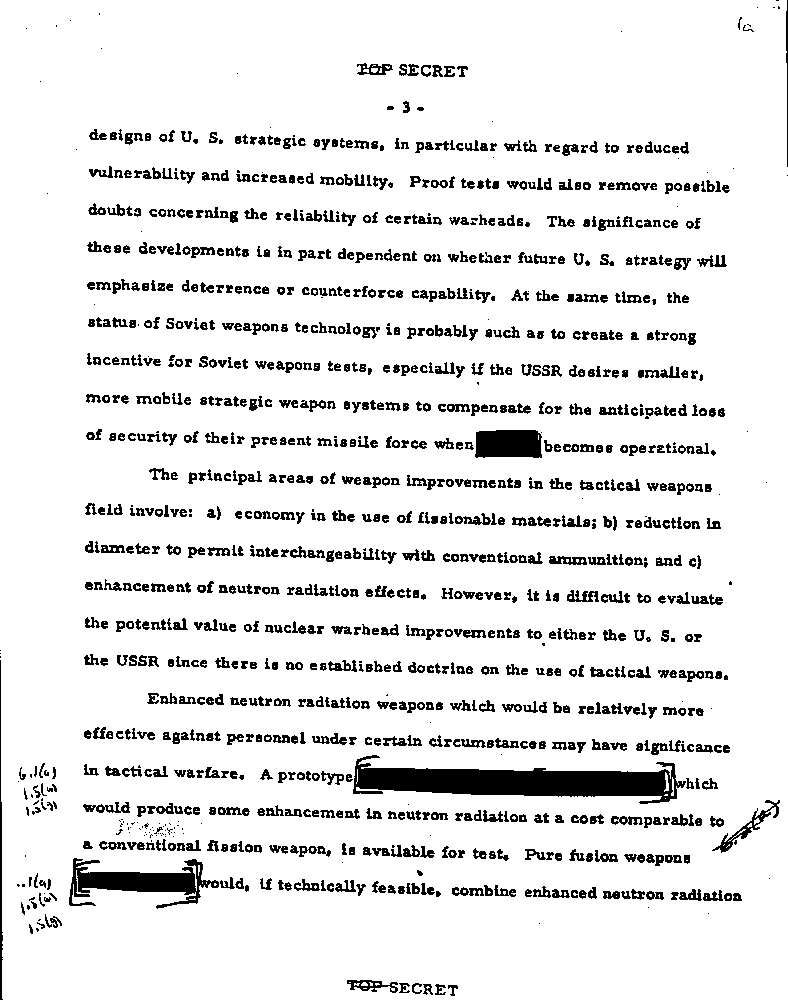 1a
TOP SECRET
- 3 -
designs of U. S. strategic systems, in particular with regard to reduced
vulnerability and increased mobility. Proof tests would also remove possible
doubts concerning the reliability of certain warheads. The significance of
these developments is in part dependent on whether future U. S. strategy will
emphasize deterrence or counterforce capability. At the same time, the
status of Soviet weapons technology is probably such as to create a strong
incentive for Soviet weapons tests, especially if the USSR desires smaller,
more mobile strategic weapon systems to compensate for the anticipated loss
of security of their present missile force when becomes operational.
The principal areas of weapon improvements in the tactical weapons
field involve: a) economy in the use of fissionable materials; b) reduction in
diameter to permit interchangeability with conventional ammunition; and c)
enhancement of neutron radiation effects. However, it is difficult to evaluate
the potential value of nuclear warhead improvements to either the U. S. or
the USSR since there is no established doctrine on the use of tactical weapons.
Enhanced neutron radiation weapons which would be relatively more
effective against personnel under certain circumstances may have significance
6.1(a)
in tactical warfare. A prototype [ ] which
1.5(a)
1.5(g)
would produce some enhancement in neutron radiation at a cost comparable to
a conventional fission weapon, is available for test. Pure fusion weapons
[ ] would, if technically feasible, combine enhanced neutron radiation
1.5(a)
1.5(g)
TOP SECRET